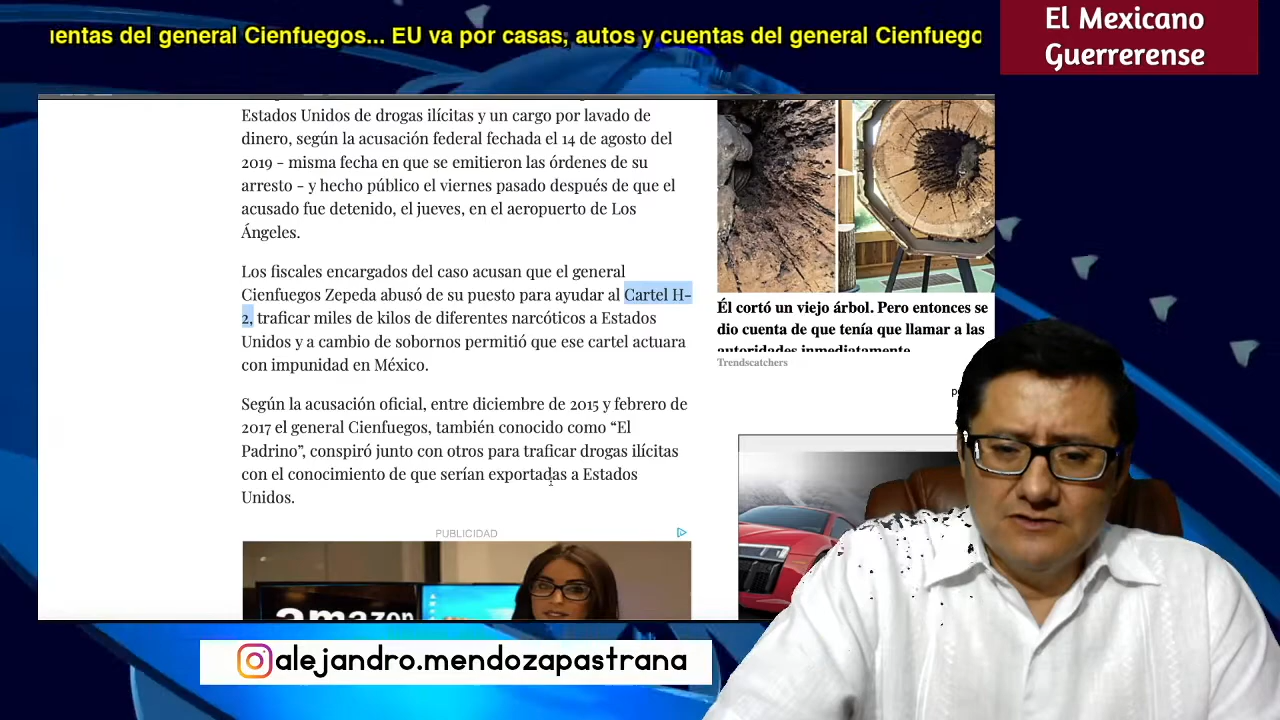 uentas del general Cienfuegos... EU va por casas, autos y cuentas del general Cienfuego
El Mexicano
Guerrerense
Estados Unidos de drogas ilícitas y un cargo por lavado de
dinero, según la acusación federal fechada el 14 de agosto del
2019 - misma fecha en que se emitieron las órdenes de su
arresto - y hecho público el viernes pasado después de que el
acusado fue detenido, el jueves, en el aeropuerto de Los
Ángeles.
Los fiscales encargados del caso acusan que el general
Cienfuegos Zepeda abusó de su puesto para ayudar al Cartel H-
2, traficar miles de kilos de diferentes narcóticos a Estados
Unidos y a cambio de sobornos permitió que ese cartel actuara
con impunidad en México.
Según la acusación oficial, entre diciembre de 2015 y febrero de
2017 el general Cienfuegos, también conocido como “El
Padrino”, conspiró junto con otros para traficar drogas ilícitas
con el conocimiento de que serían exportadas a Estados
Unidos.
PUBLICIDAD
amazon
Él cortó un viejo árbol. Pero entonces se
dio cuenta de que tenía que llamar a las
autoridades inmediatamente
Trendscatchers
alejandro.mendozapastrana